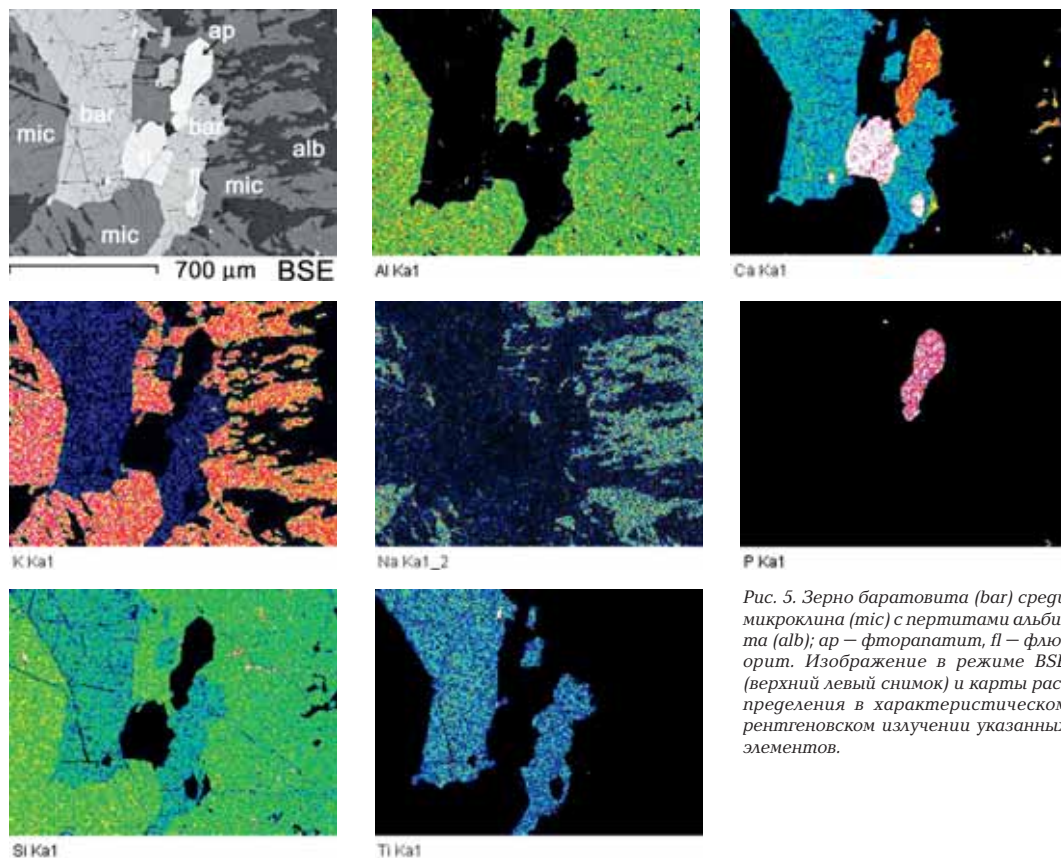 ap
bar
bar
mic
alb
fl
mic
mic
700 μm BSE
Al Ka1
Ca Ka1
K Ka1
Na Ka1_2
P Ka1
Si Ka1
Ti Ka1
Рис. 5. Зерно баратовита (bar) среди
микроклина (mic) с пертитами альби-
та (alb); ap — фторапатит, fl — флю-
орит. Изображение в режиме BSE
(верхний левый снимок) и карты рас-
пределения в характеристическом
рентгеновском излучении указанных
элементов.